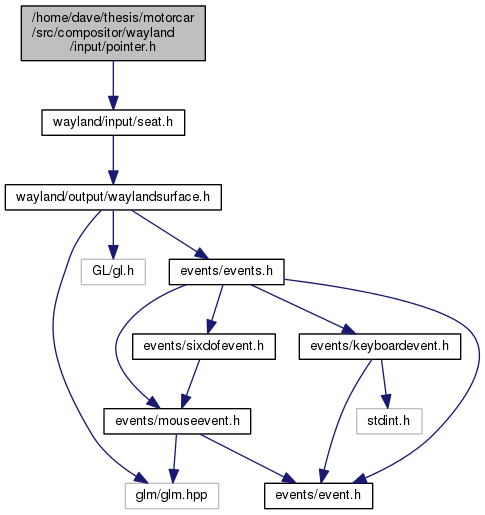 /home/dave/thesis/motorcar
/src/compositor/wayland
/input/pointer.h
wayland/input/seat.h
wayland/output/waylandsurface.h
GL/gl.h
events/events.h
events/sixdofevent.h
events/keyboardevent.h
events/mouseevent.h
stdint.h
glm/glm.hpp
events/event.h